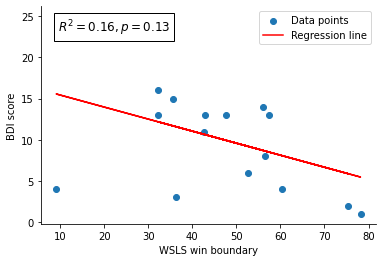 R² = 0.16, p = 0.13
Data points
Regression line
25
20
15
10
5
0
BDI score
10 20 30 40 50 60 70 80
WSLS win boundary